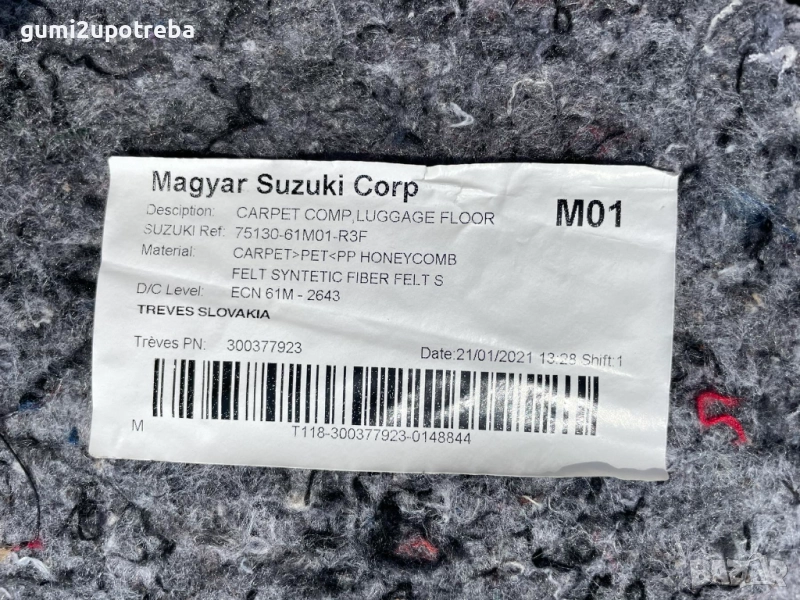 gumi2upotreba
Magyar Suzuki Corp
M01
Desciption: CARPET COMP,LUGGAGE FLOOR
SUZUKI Ref: 75130-61M01-R3F
Material: CARPET>PET<PP HONEYCOMB
FELT SYNTETIC FIBER FELT S
D/C Level: ECN 61M - 2643
TREVES SLOVAKIA
Trèves PN: 300377923
Date:21/01/2021 13:28 Shift:1
M
T118-300377923-0148844
BAZAR